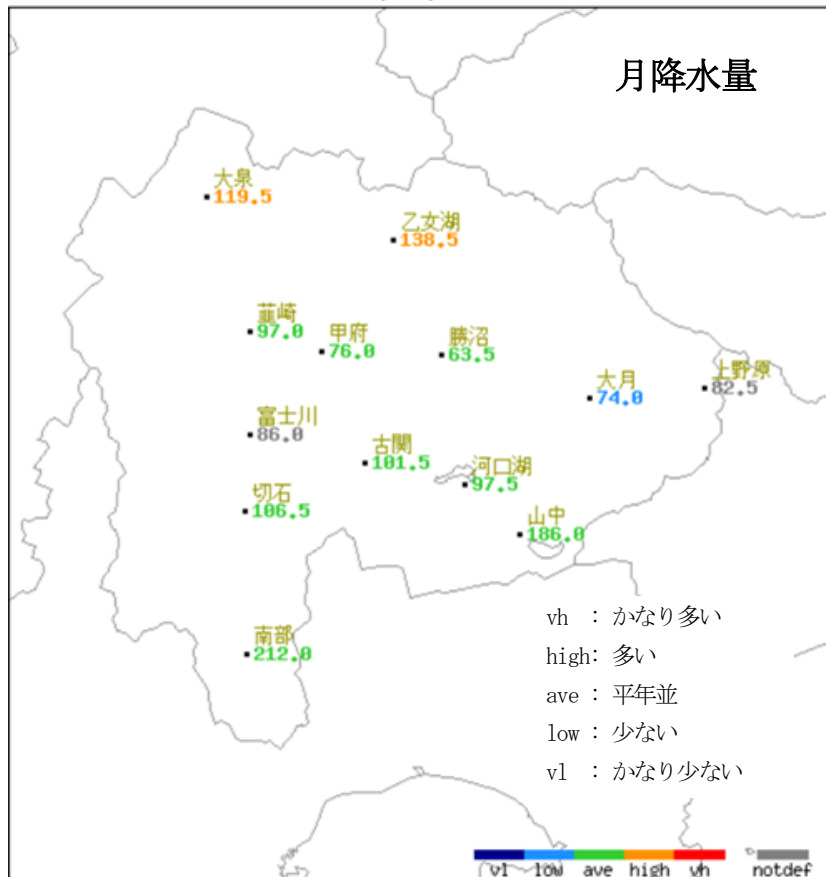 月降水量
大泉
119.5
乙女湖
138.5
韮崎
97.0
甲府
76.0
勝沼
63.5
大月
74.0
上野原
82.5
富士川
86.0
古関
101.5
河口湖
97.5
切石
106.5
山中
186.0
南部
212.0
vh : かなり多い
high: 多い
ave : 平年並
low : 少ない
vl : かなり少ない
vl low ave high vh notdef